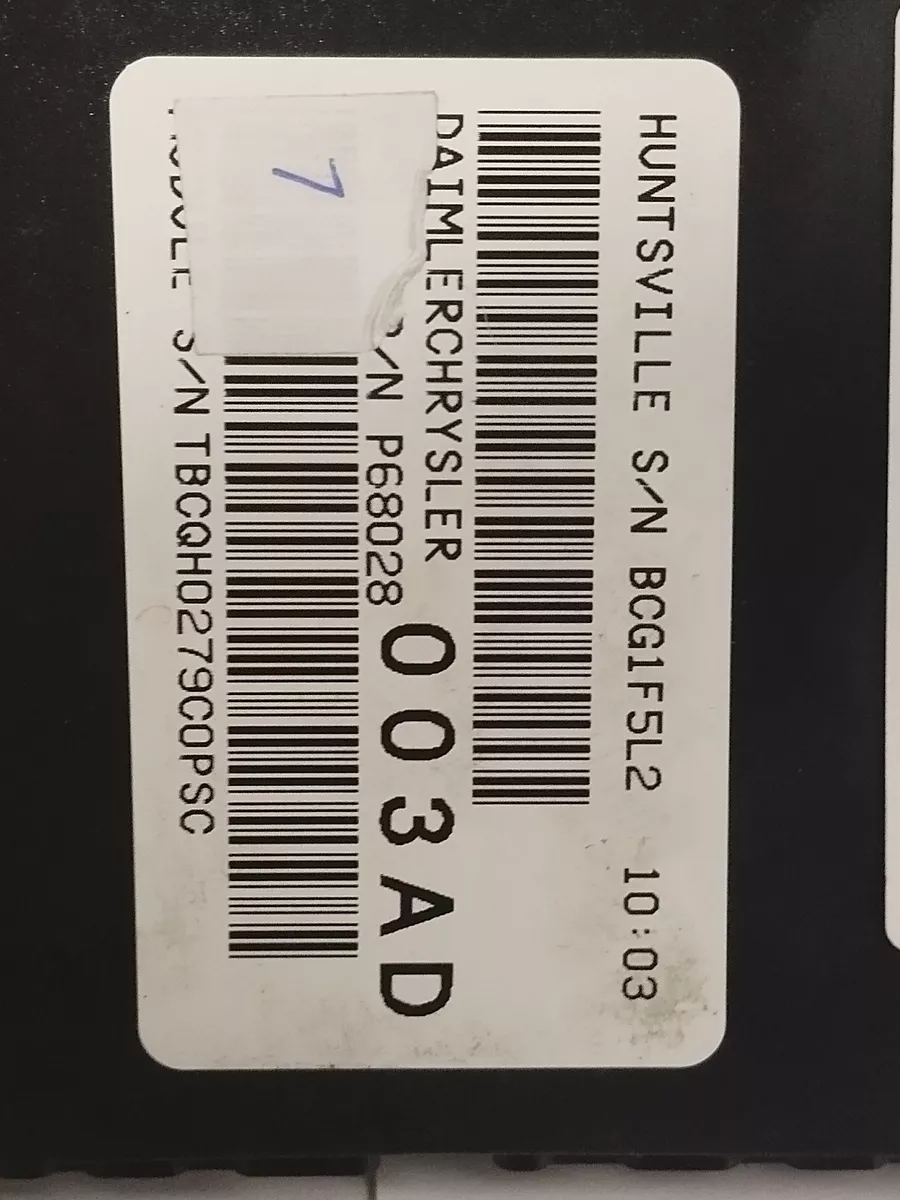 HUNTSVILLE S/N BCG1F5L2 10:03
DAIMLERCHRYSLER
P/N P68028 003AD
S/N TBCQH0279C0PSC
7